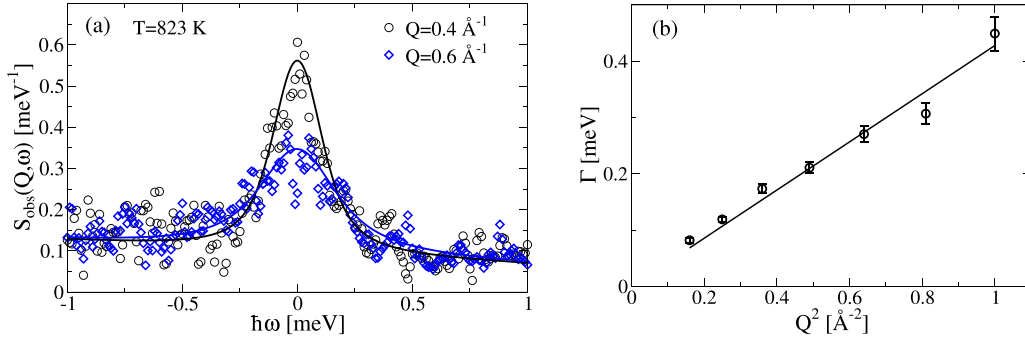 (a) T=823 K
Q=0.4 Å⁻¹
Q=0.6 Å⁻¹
S_obs(Q,ω) [meV⁻¹]
0.6
0.5
0.4
0.3
0.2
0.1
0
-1 -0.5 0 0.5 1
ħω [meV]
(b)
Γ [meV]
0.4
0.2
0
0 0.2 0.4 0.6 0.8 1
Q² [Å⁻²]